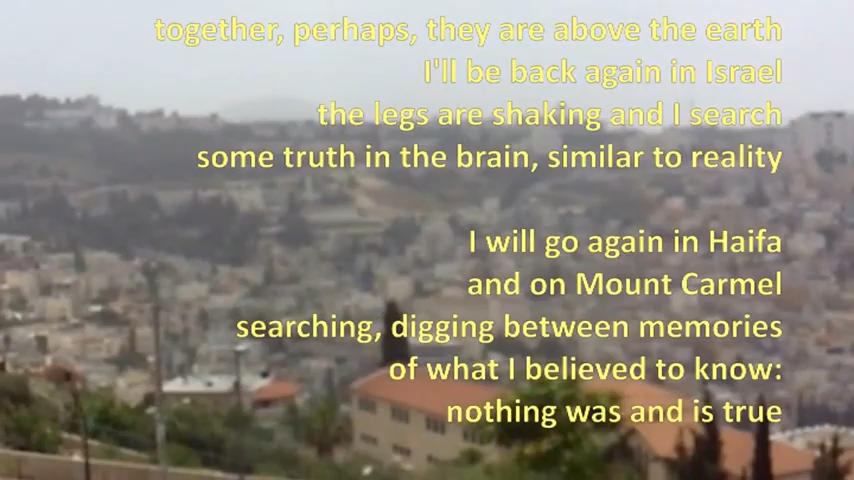 together, perhaps, they are above the earth
I'll be back again in Israel
the legs are shaking and I search
some truth in the brain, similar to reality
I will go again in Haifa
and on Mount Carmel
searching, digging between memories
of what I believed to know:
nothing was and is true